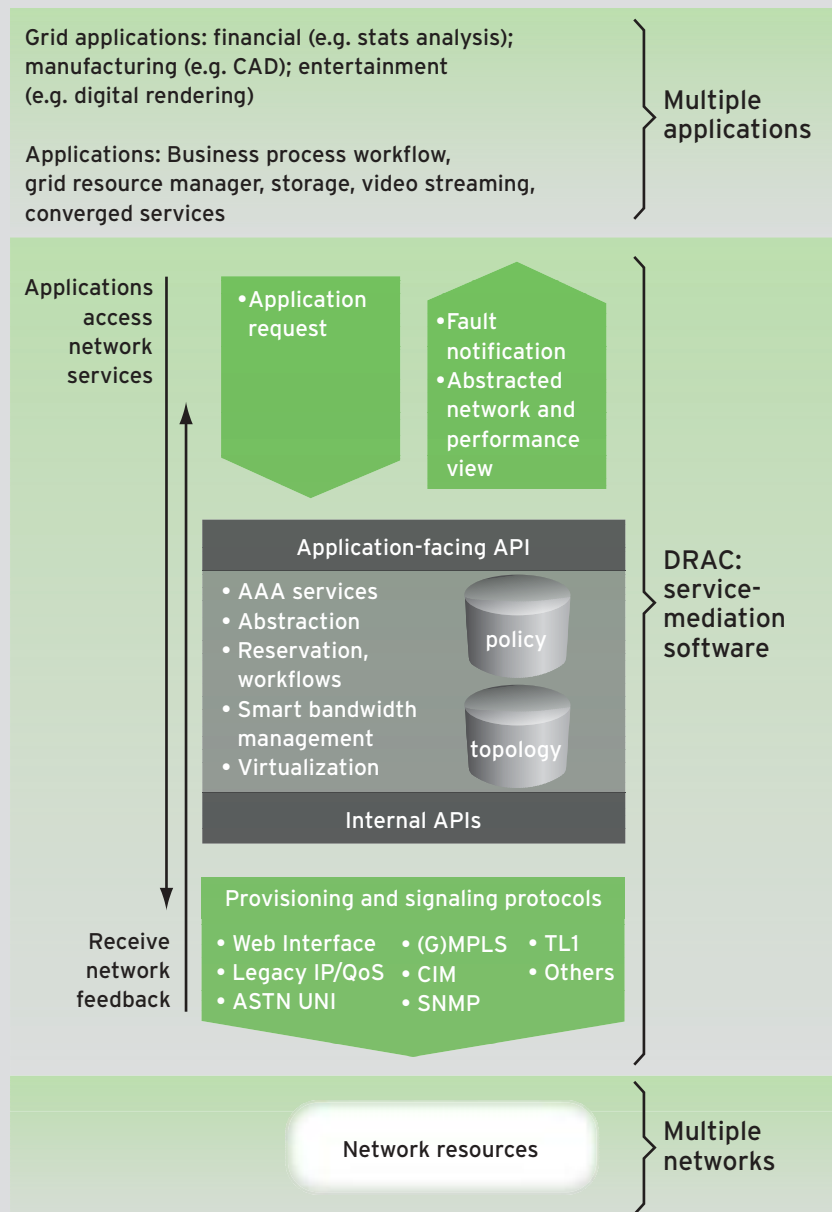 Grid applications: financial (e.g. stats analysis);
manufacturing (e.g. CAD); entertainment
(e.g. digital rendering)
Applications: Business process workflow,
grid resource manager, storage, video streaming,
converged services
Multiple
applications
Applications
access
network
services
•Application
request
•Fault
notification
•Abstracted
network and
performance
view
Application-facing API
• AAA services
• Abstraction
• Reservation,
workflows
• Smart bandwidth
management
• Virtualization
policy
topology
Internal APIs
DRAC:
service-
mediation
software
Receive
network
feedback
Provisioning and signaling protocols
• Web Interface
• Legacy IP/QoS
• ASTN UNI
• (G)MPLS
• CIM
• SNMP
• TL1
• Others
Network resources
Multiple
networks